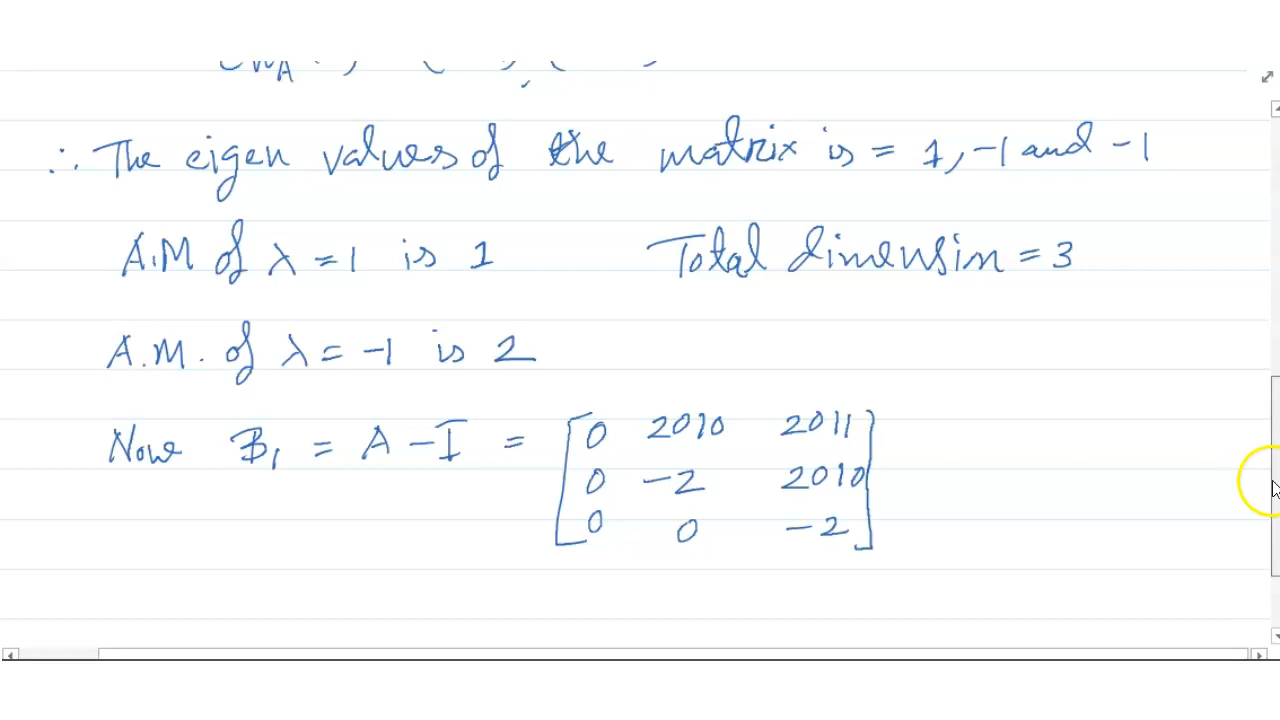 ∴ The eigen values of the matrix is = 1, -1 and -1
A.M of λ = 1 is 1 Total dimension = 3
A.M. of λ = -1 is 2
Now B₁ = A - I = [0 2010 2011
0 -2 2010
0 0 -2]